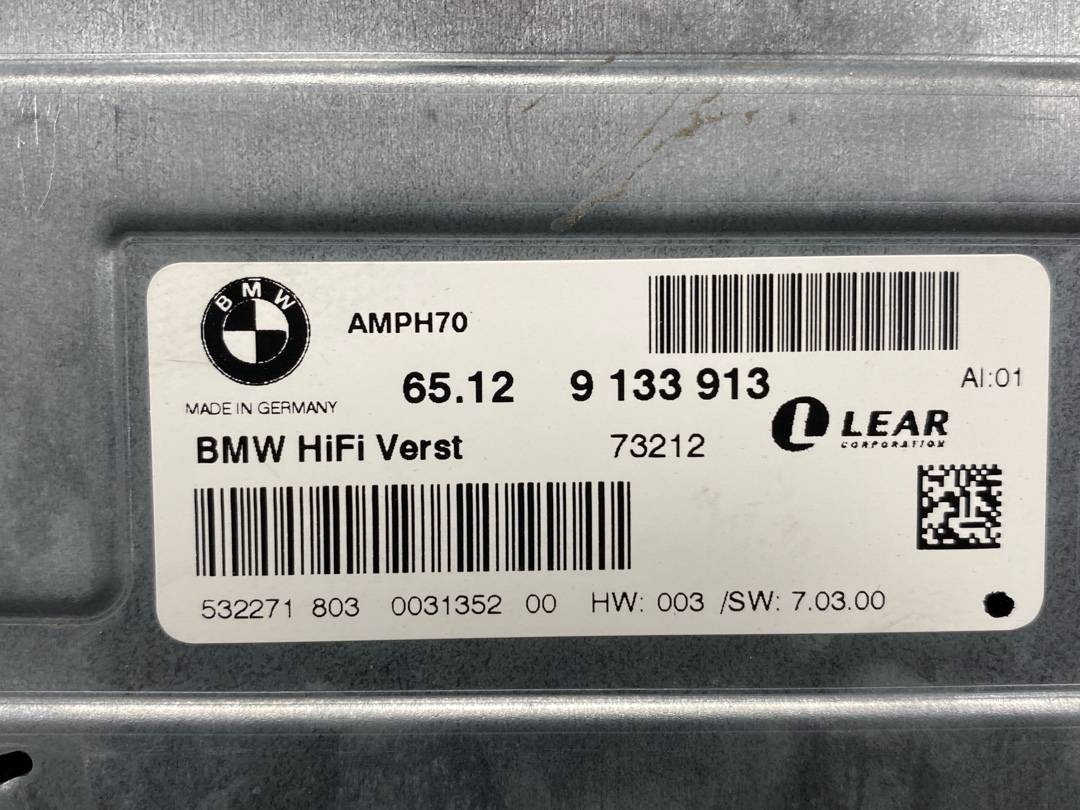 BMW
AMPH70
65.12 9 133 913
AI:01
MADE IN GERMANY
LEAR
CORPORATION
BMW HiFi Verst 73212
532271 803 0031352 00 HW: 003 /SW: 7.03.00